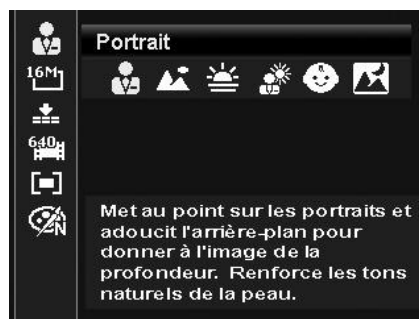 Portrait
16M
640
N
Met au point sur les portraits et
adoucit l'arrière-plan pour
donner à l'image de la
profondeur. Renforce les tons
naturels de la peau.